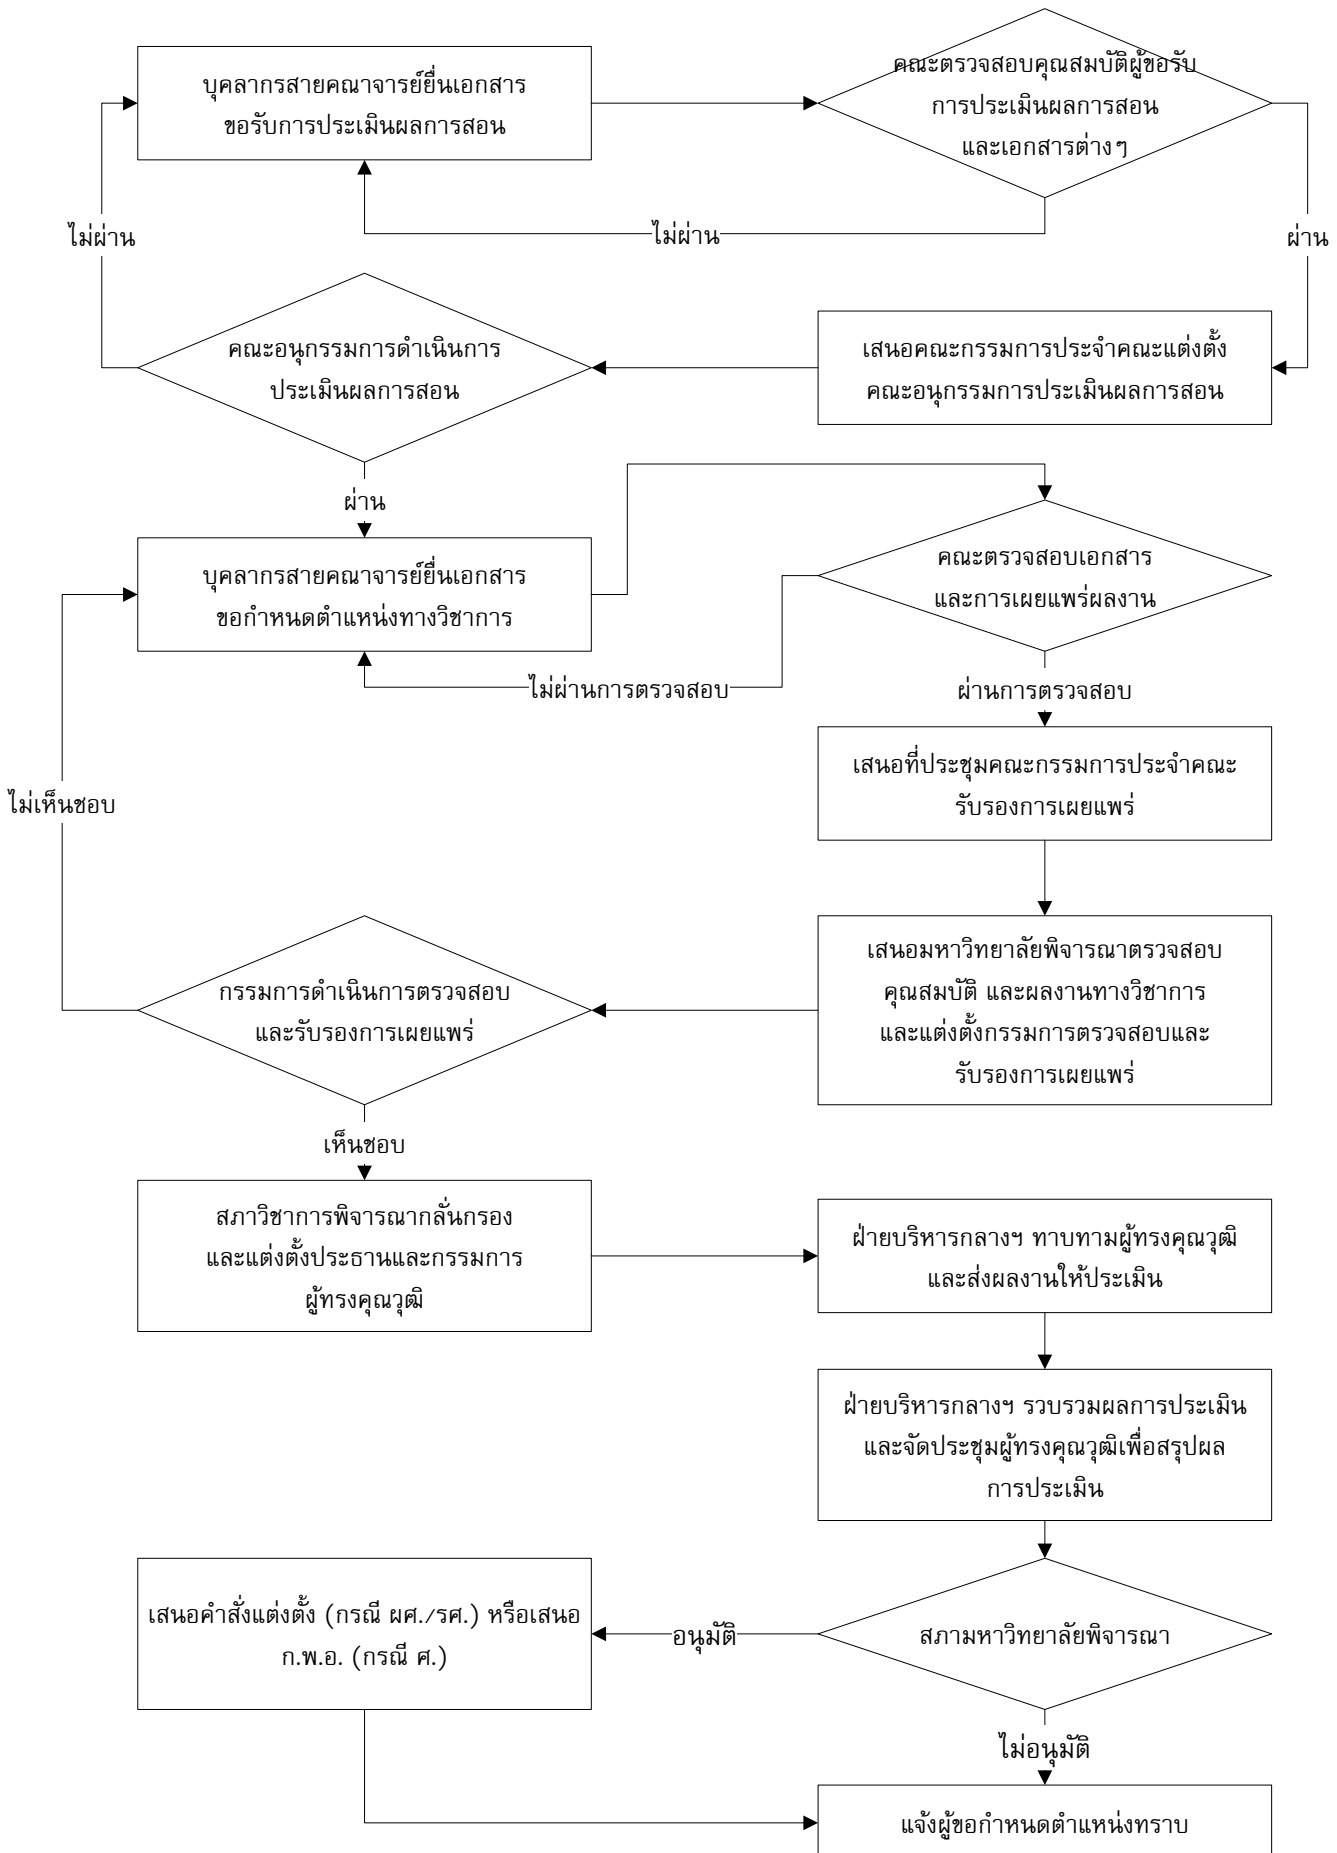 บุคลากรสายคณาจารย์ยื่นเอกสาร
ขอรับการประเมินผลการสอน
คณะตรวจสอบคุณสมบัติผู้ขอรับ
การประเมินผลการสอน
และเอกสารต่างๆ
ไม่ผ่าน
ไม่ผ่าน
ผ่าน
คณะอนุกรรมการดำเนินการ
ประเมินผลการสอน
เสนอคณะกรรมการประจำคณะแต่งตั้ง
คณะอนุกรรมการประเมินผลการสอน
ผ่าน
บุคลากรสายคณาจารย์ยื่นเอกสาร
ขอกำหนดตำแหน่งทางวิชาการ
คณะตรวจสอบเอกสาร
และการเผยแพร่ผลงาน
ไม่ผ่านการตรวจสอบ
ผ่านการตรวจสอบ
เสนอที่ประชุมคณะกรรมการประจำคณะ
รับรองการเผยแพร่
ไม่เห็นชอบ
กรรมการดำเนินการตรวจสอบ
และรับรองการเผยแพร่
เสนอมหาวิทยาลัยพิจารณาตรวจสอบ
คุณสมบัติ และผลงานทางวิชาการ
และแต่งตั้งกรรมการตรวจสอบและ
รับรองการเผยแพร่
เห็นชอบ
สภาวิชาการพิจารณากลั่นกรอง
และแต่งตั้งประธานและกรรมการ
ผู้ทรงคุณวุฒิ
ฝ่ายบริหารกลางฯ ทาบทามผู้ทรงคุณวุฒิ
และส่งผลงานให้ประเมิน
ฝ่ายบริหารกลางฯ รวบรวมผลการประเมิน
และจัดประชุมผู้ทรงคุณวุฒิเพื่อสรุปผล
การประเมิน
เสนอคำสั่งแต่งตั้ง (กรณี ผศ./รศ.) หรือเสนอ
ก.พ.อ. (กรณี ศ.)
อนุมัติ
สภามหาวิทยาลัยพิจารณา
ไม่อนุมัติ
แจ้งผู้ขอกำหนดตำแหน่งทราบ